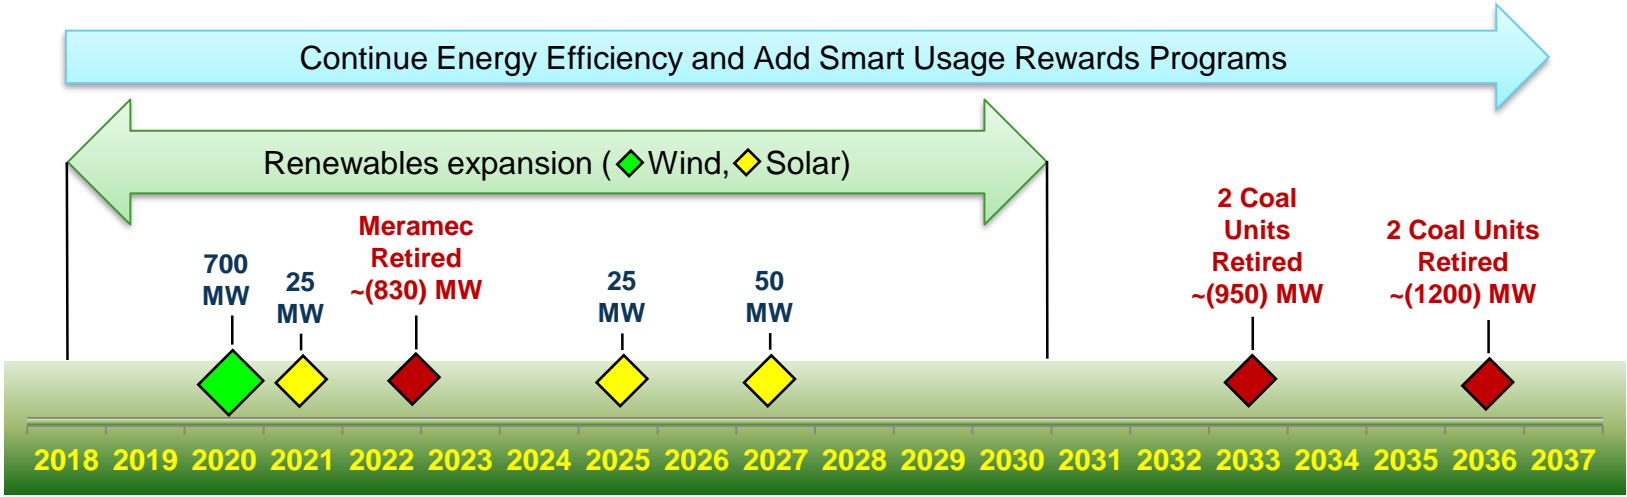 Continue Energy Efficiency and Add Smart Usage Rewards Programs
Renewables expansion ( Wind, Solar)
700
MW
25
MW
Meramec
Retired
~(830) MW
25
MW
50
MW
2 Coal
Units
Retired
~(950) MW
2 Coal Units
Retired
~(1200) MW
2018 2019 2020 2021 2022 2023 2024 2025 2026 2027 2028 2029 2030 2031 2032 2033 2034 2035 2036 2037